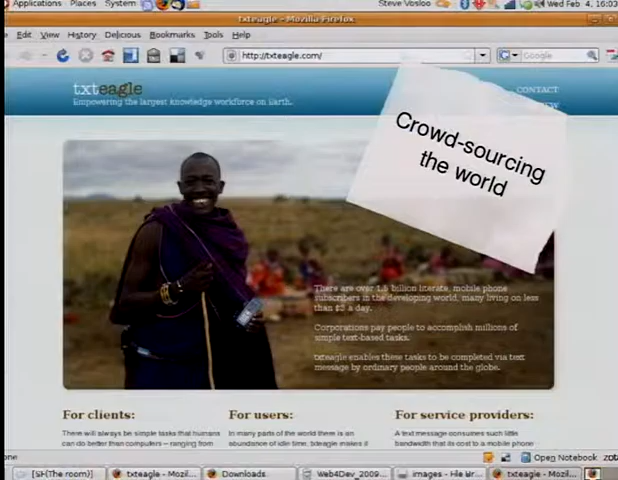 Applications Places System Steve Vosloo Wed Feb 4, 16:03
txteagle - Mozilla Firefox
Edit View History Delicious Bookmarks Tools Help
http://txteagle.com/ Google
txteagle
Empowering the largest knowledge workforce on Earth.
CONTACT
Crowd-sourcing
the world
There are over 1.5 billion literate, mobile phone
subscribers in the developing world, many living on less
than $3 a day.
Corporations pay people to accomplish millions of
simple text-based tasks.
txteagle enables these tasks to be completed via text
message by ordinary people around the globe.
For clients: For users: For service providers:
There will always be simple tasks that humans
can do better than computers -- ranging from
In many parts of the world there is an
abundance of idle time. txteagle makes it
A text message consumes such little
bandwidth that its cost to a mobile phone
Open Notebook
[SF(The room)] txteagle - Mozil... Downloads Web4Dev_2009... images - File Br... txteagle - Mozil...